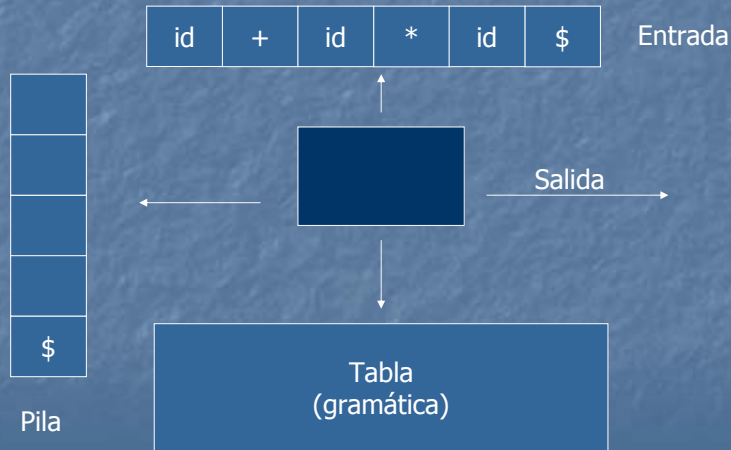 id + id * id $ Entrada
Salida
$
Tabla
(gramática)
Pila